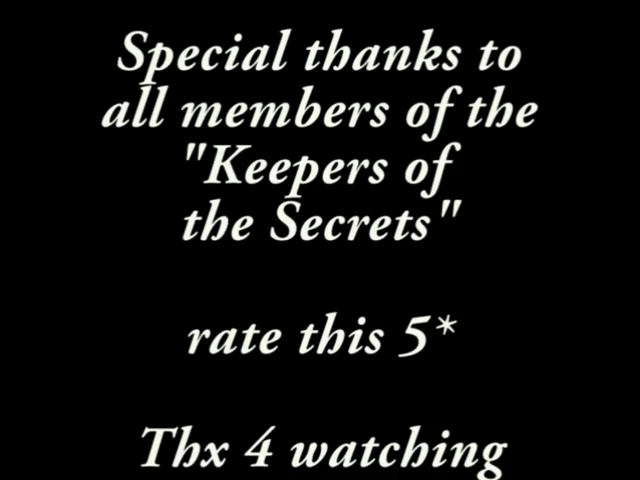 Special thanks to
all members of the
"Keepers of
the Secrets"
rate this 5*
Thx 4 watching